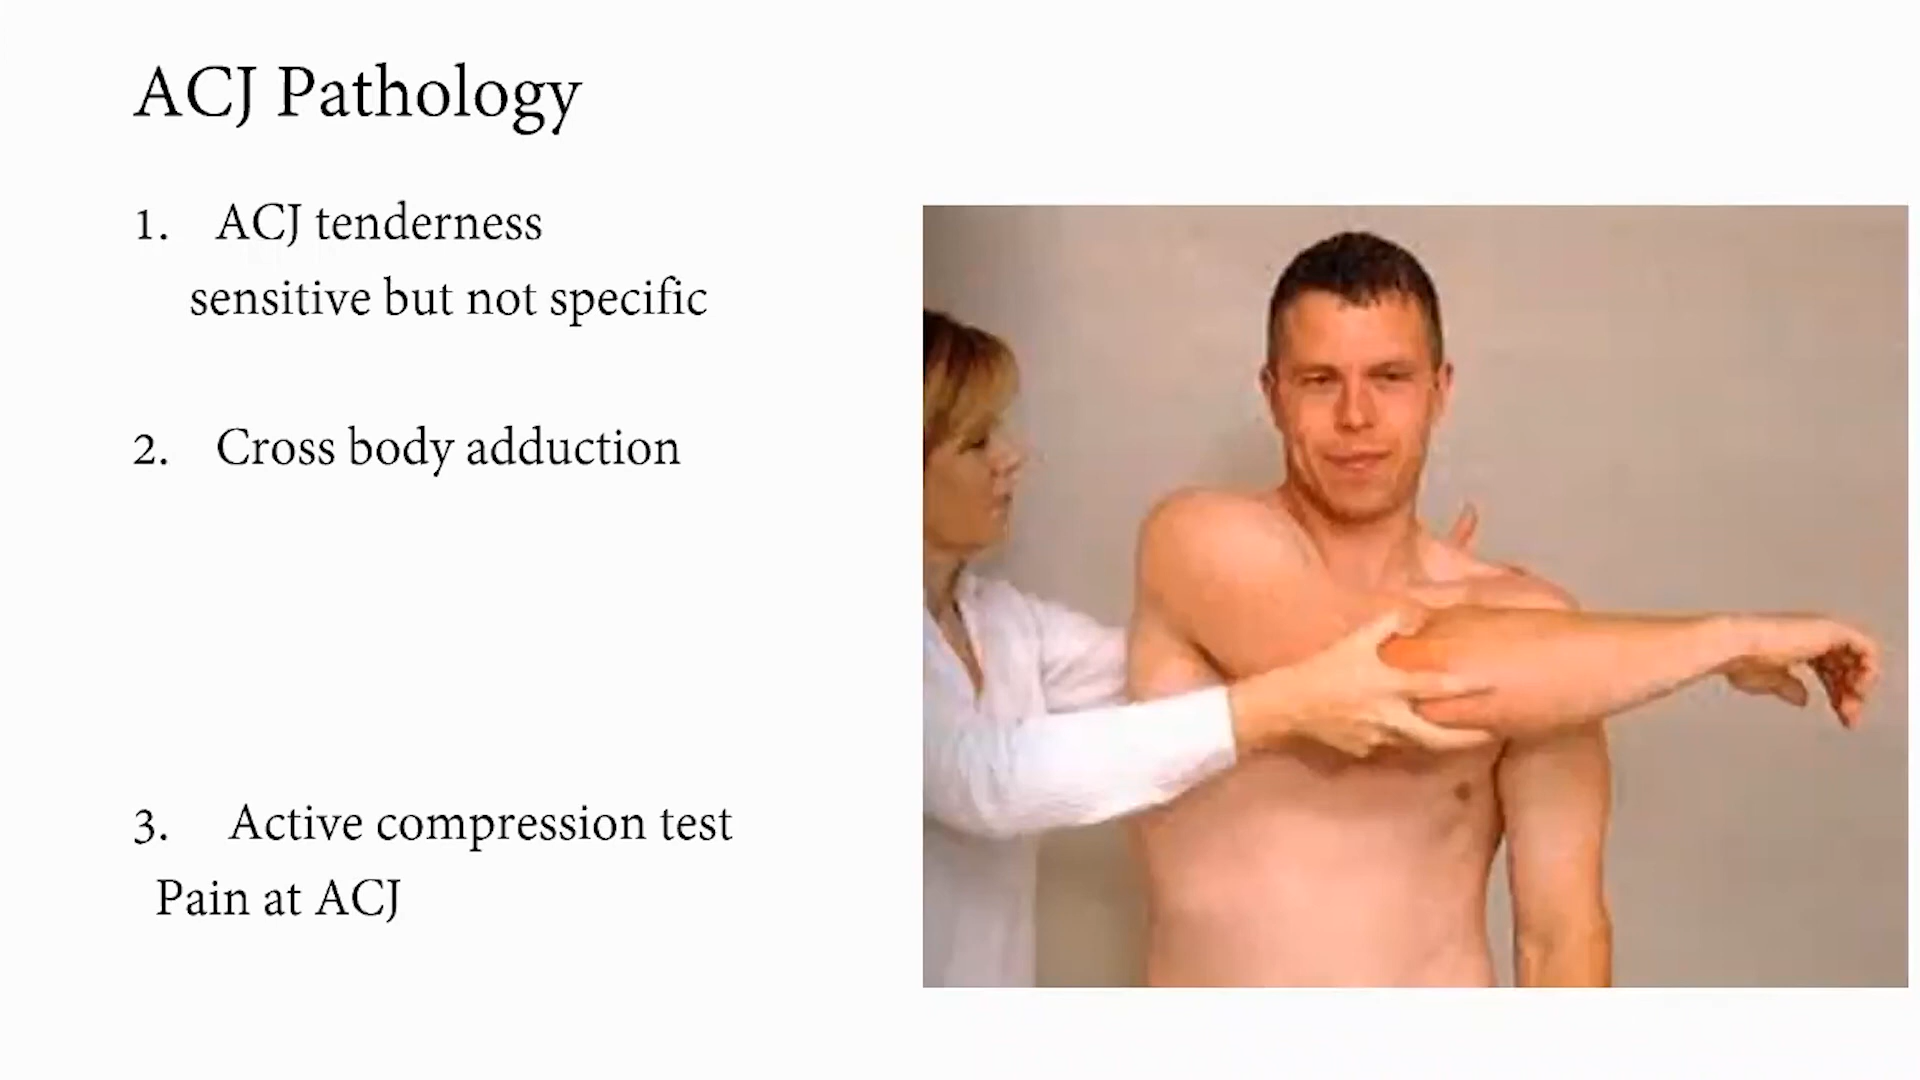 ACJ Pathology
1. ACJ tenderness
sensitive but not specific
2. Cross body adduction
3. Active compression test
Pain at ACJ